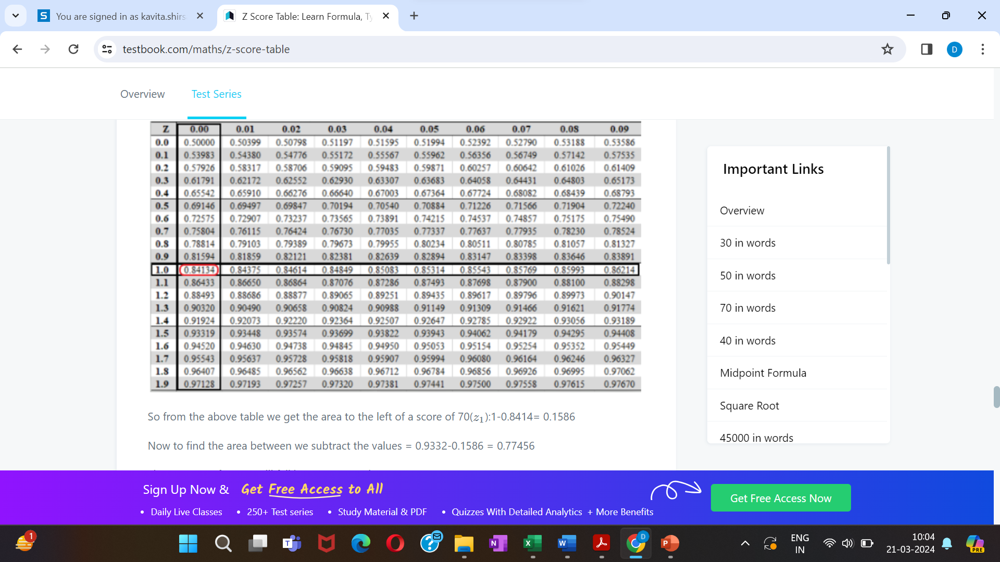 You are signed in as kavita.shirs
Z Score Table: Learn Formula, Ty
testbook.com/maths/z-score-table
D
Overview Test Series
Z 0.00 0.01 0.02 0.03 0.04 0.05 0.06 0.07 0.08 0.09
0.0 0.50000 0.50399 0.50798 0.51197 0.51595 0.51994 0.52392 0.52790 0.53188 0.53586
0.1 0.53983 0.54380 0.54776 0.55172 0.55567 0.55962 0.56356 0.56749 0.57142 0.57535
0.2 0.57926 0.58317 0.58706 0.59095 0.59483 0.59871 0.60257 0.60642 0.61026 0.61409
0.3 0.61791 0.62172 0.62552 0.62930 0.63307 0.63683 0.64058 0.64431 0.64803 0.65173
0.4 0.65542 0.65910 0.66276 0.66640 0.67003 0.67364 0.67724 0.68082 0.68439 0.68793
0.5 0.69146 0.69497 0.69847 0.70194 0.70540 0.70884 0.71226 0.71566 0.71904 0.72240
0.6 0.72575 0.72907 0.73237 0.73565 0.73891 0.74215 0.74537 0.74857 0.75175 0.75490
0.7 0.75804 0.76115 0.76424 0.76730 0.77035 0.77337 0.77637 0.77935 0.78230 0.78524
0.8 0.78814 0.79103 0.79389 0.79673 0.79955 0.80234 0.80511 0.80785 0.81057 0.81327
0.9 0.81594 0.81859 0.82121 0.82381 0.82639 0.82894 0.83147 0.83398 0.83646 0.83891
1.0 0.84134 0.84375 0.84614 0.84849 0.85083 0.85314 0.85543 0.85769 0.85993 0.86214
1.1 0.86433 0.86650 0.86864 0.87076 0.87286 0.87493 0.87698 0.87900 0.88100 0.88298
1.2 0.88493 0.88686 0.88877 0.89065 0.89251 0.89435 0.89617 0.89796 0.89973 0.90147
1.3 0.90320 0.90490 0.90658 0.90824 0.90988 0.91149 0.91309 0.91466 0.91621 0.91774
1.4 0.91924 0.92073 0.92220 0.92364 0.92507 0.92647 0.92785 0.92922 0.93056 0.93189
1.5 0.93319 0.93448 0.93574 0.93699 0.93822 0.93943 0.94062 0.94179 0.94295 0.94408
1.6 0.94520 0.94630 0.94738 0.94845 0.94950 0.95053 0.95154 0.95254 0.95352 0.95449
1.7 0.95543 0.95637 0.95728 0.95818 0.95907 0.95994 0.96080 0.96164 0.96246 0.96327
1.8 0.96407 0.96485 0.96562 0.96638 0.96712 0.96784 0.96856 0.96926 0.96995 0.97062
1.9 0.97128 0.97193 0.97257 0.97320 0.97381 0.97441 0.97500 0.97558 0.97615 0.97670
So from the above table we get the area to the left of a score of 70(z₁):1-0.8414= 0.1586
Now to find the area between we subtract the values = 0.9332-0.1586 = 0.77456
Important Links
Overview
30 in words
50 in words
70 in words
40 in words
Midpoint Formula
Square Root
45000 in words
Sign Up Now & Get Free Access to All
• Daily Live Classes • 250+ Test series • Study Material & PDF • Quizzes With Detailed Analytics + More Benefits
Get Free Access Now
1
ENG
IN
10:04
21-03-2024
PRE